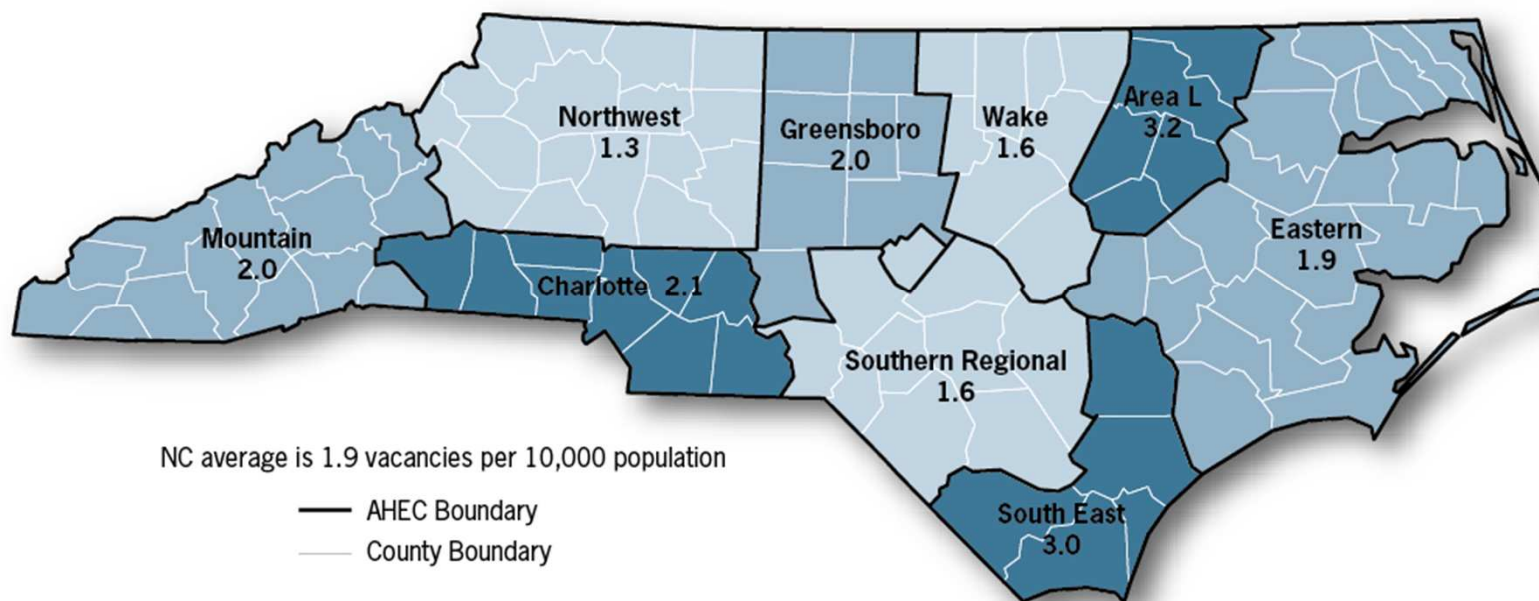 Northwest
1.3
Greensboro
2.0
Wake
1.6
Area L
3.2
Mountain
2.0
Charlotte 2.1
Eastern
1.9
Southern Regional
1.6
South East
3.0
NC average is 1.9 vacancies per 10,000 population
AHEC Boundary
County Boundary